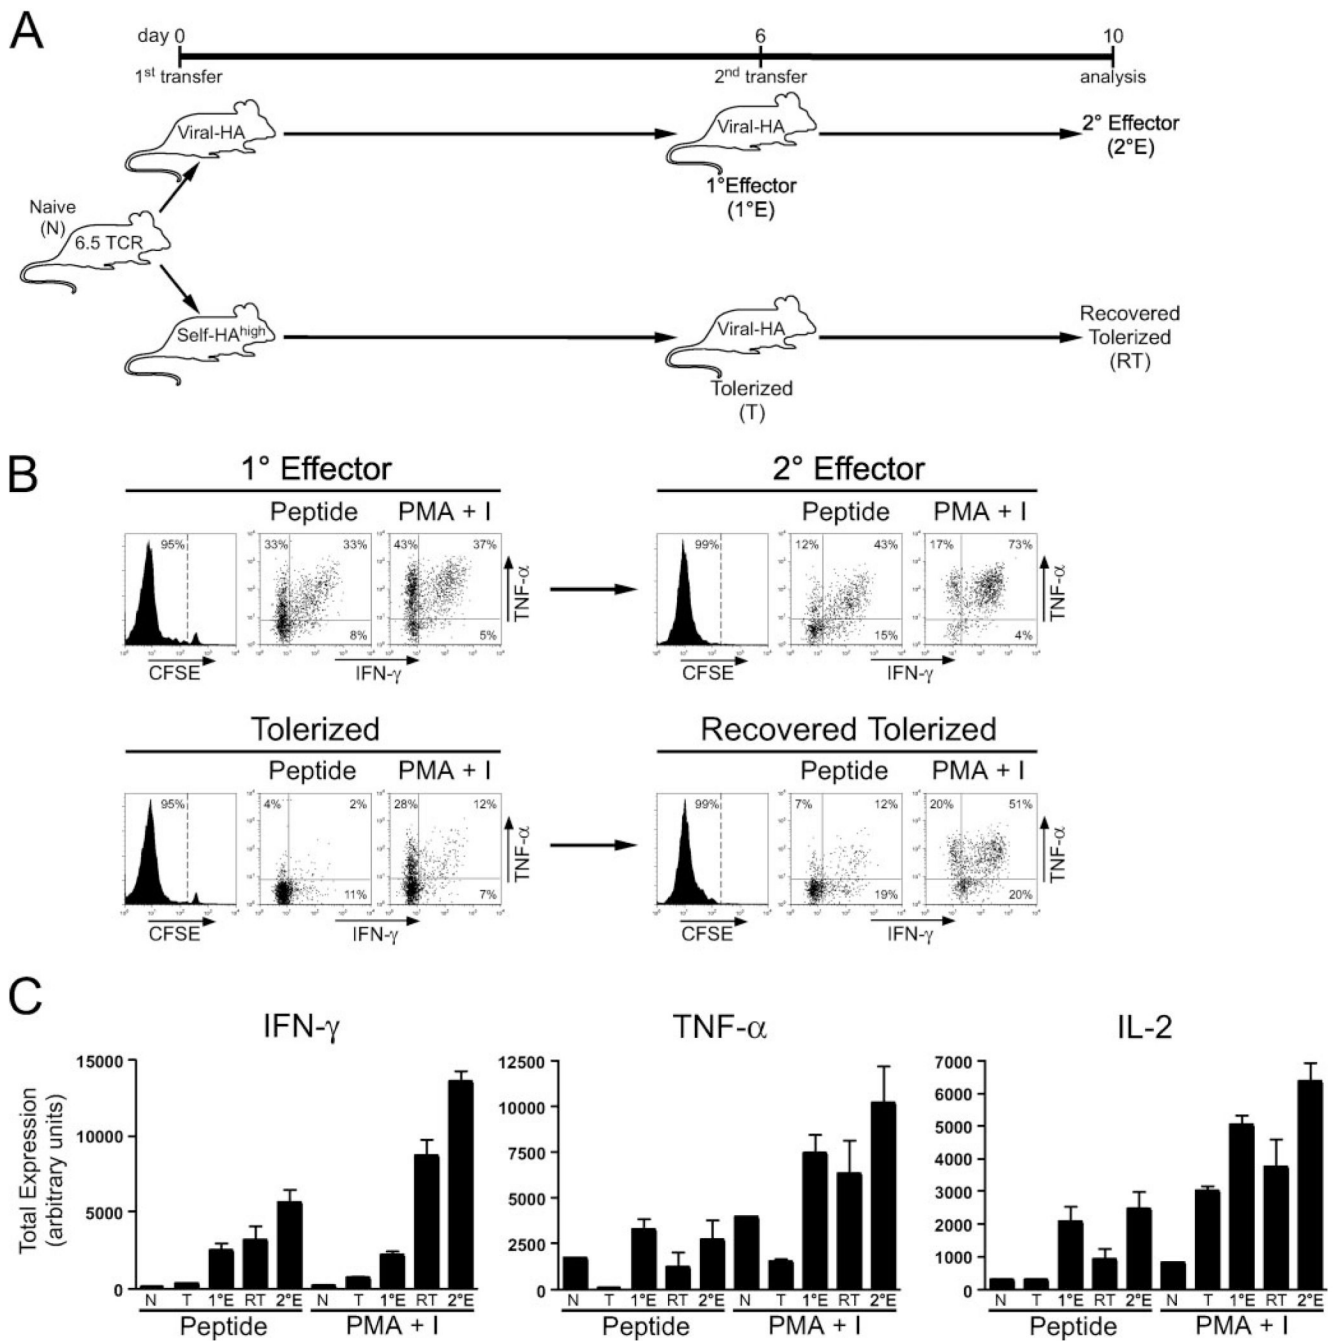 A
day 0 6 10
1st transfer 2nd transfer analysis
Viral-HA Viral-HA 2° Effector
(2°E)
1°Effector
(1°E)
Naive
(N)
6.5 TCR
Self-HAhigh Viral-HA Recovered
Tolerized
(RT)
Tolerized
(T)
B
1° Effector 2° Effector
Peptide PMA + I Peptide PMA + I
95% 33% 33% 43% 37% 99% 12% 43% 17% 73%
8% 5% 15% 4%
TNF-α TNF-α
CFSE IFN-γ CFSE IFN-γ
Tolerized Recovered Tolerized
Peptide PMA + I Peptide PMA + I
95% 4% 2% 28% 12% 99% 7% 12% 20% 51%
11% 7% 19% 20%
TNF-α TNF-α
CFSE IFN-γ CFSE IFN-γ
C
IFN-γ TNF-α IL-2
Total Expression
(arbitrary units)
15000
10000
5000
0
12500
10000
7500
5000
2500
0
7000
6000
5000
4000
3000
2000
1000
0
N T 1°E RT 2°E N T 1°E RT 2°E
Peptide PMA + I
N T 1°E RT 2°E N T 1°E RT 2°E
Peptide PMA + I
N T 1°E RT 2°E N T 1°E RT 2°E
Peptide PMA + I